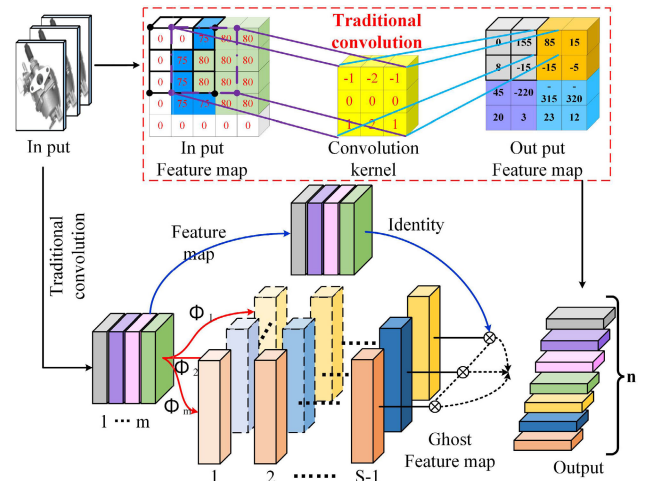 Traditional
convolution
0 0 75 80 80
0 75 80 80 80
0 75 80 80 80
0 75 75 80 80
0 0 0 0 0
-1 -2 -1
0 0 0
1 2 1
0 155 85 15
8 -15 -15 -5
45 -220 -315 -320
20 3 23 12
In put
In put
Feature map
Convolution
kernel
Out put
Feature map
Traditional
convolution
Feature
map
Identity
Φ 1
Φ 2
Φ m
1 ··· m
1 2 ······ S-1
Ghost
Feature map
n
Output